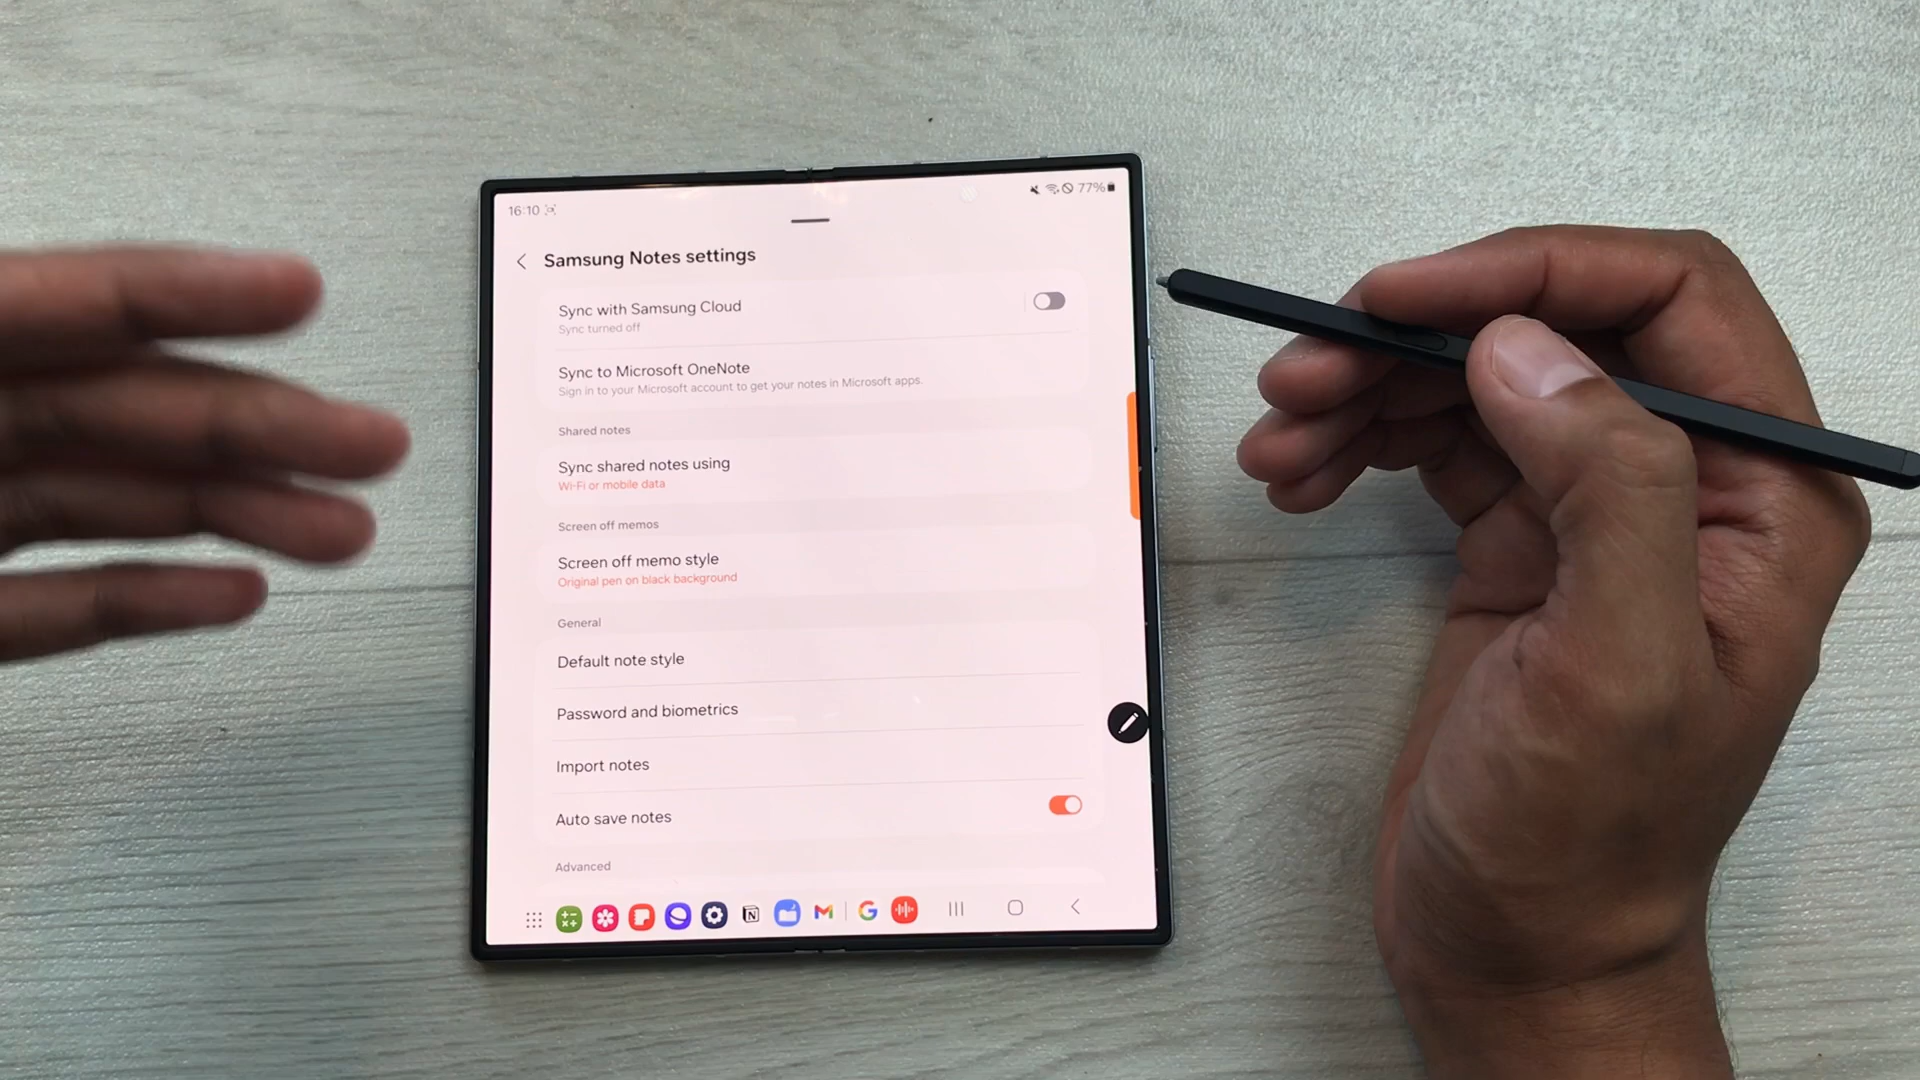 16:10
77%
Samsung Notes settings
Sync with Samsung Cloud
Sync turned off
Sync to Microsoft OneNote
Sign in to your Microsoft account to get your notes in Microsoft apps.
Shared notes
Sync shared notes using
Wi-Fi or mobile data
Screen off memos
Screen off memo style
Original pen on black background
General
Default note style
Password and biometrics
Import notes
Auto save notes
Advanced